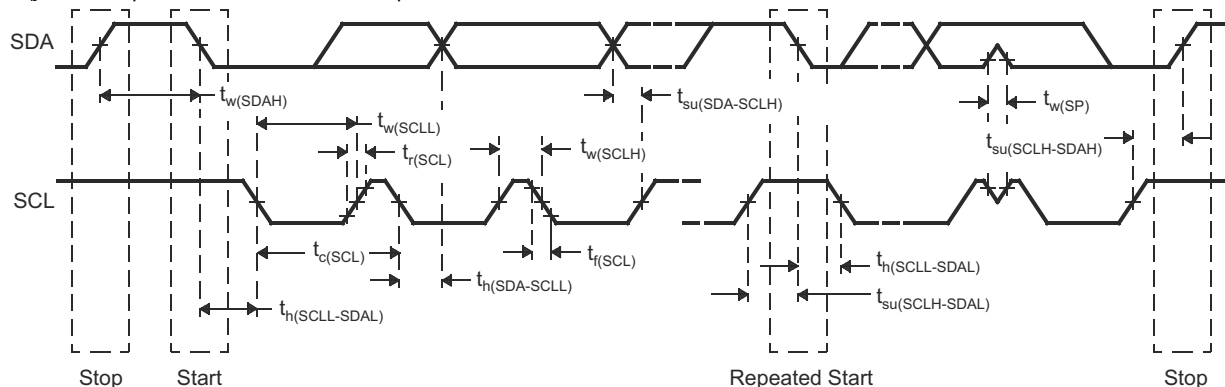 SDA
t_w(SDAH)
t_su(SDA-SCLH)
t_w(SP)
t_w(SCLL)
t_r(SCL)
t_w(SCLH)
t_su(SCLH-SDAH)
SCL
t_c(SCL)
t_h(SDA-SCLL)
t_f(SCL)
t_h(SCLL-SDAL)
t_h(SCLL-SDAL)
t_su(SCLH-SDAL)
Stop Start Repeated Start Stop